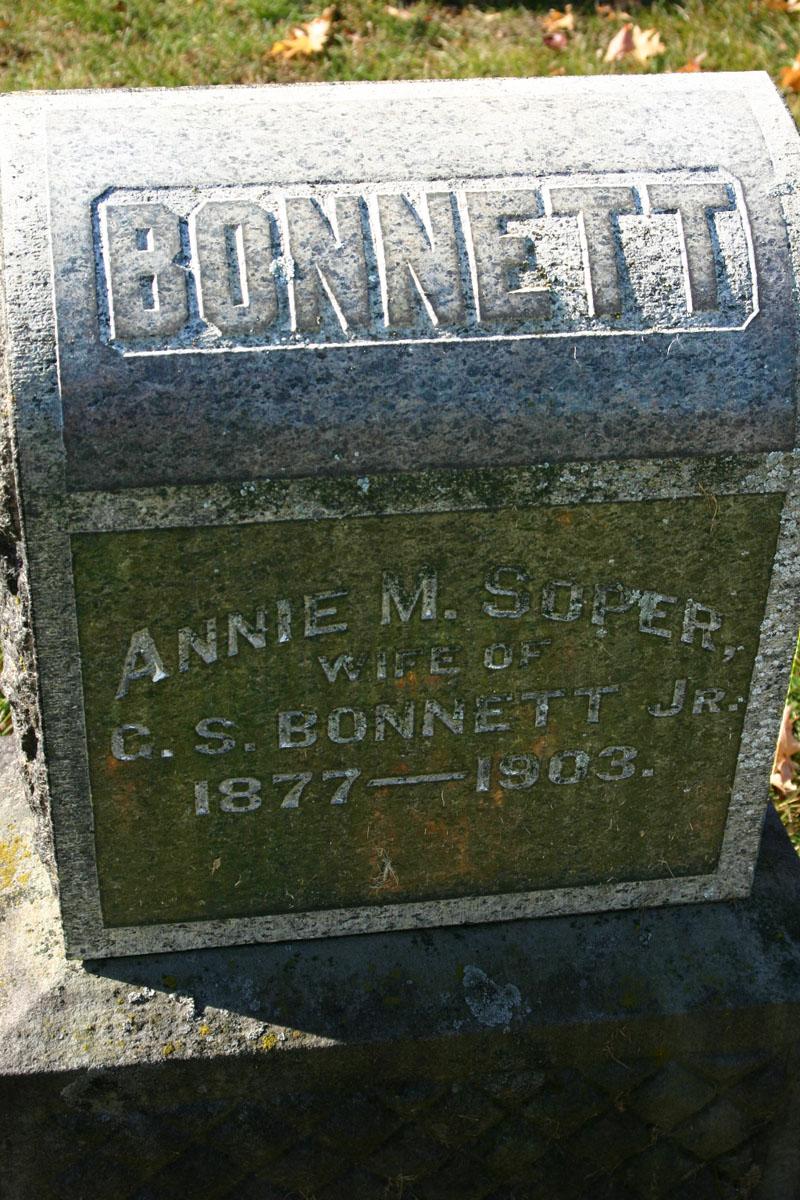 BONNETT
ANNIE M. SOPER,
WIFE OF
C. S. BONNETT JR.
1877—1903.